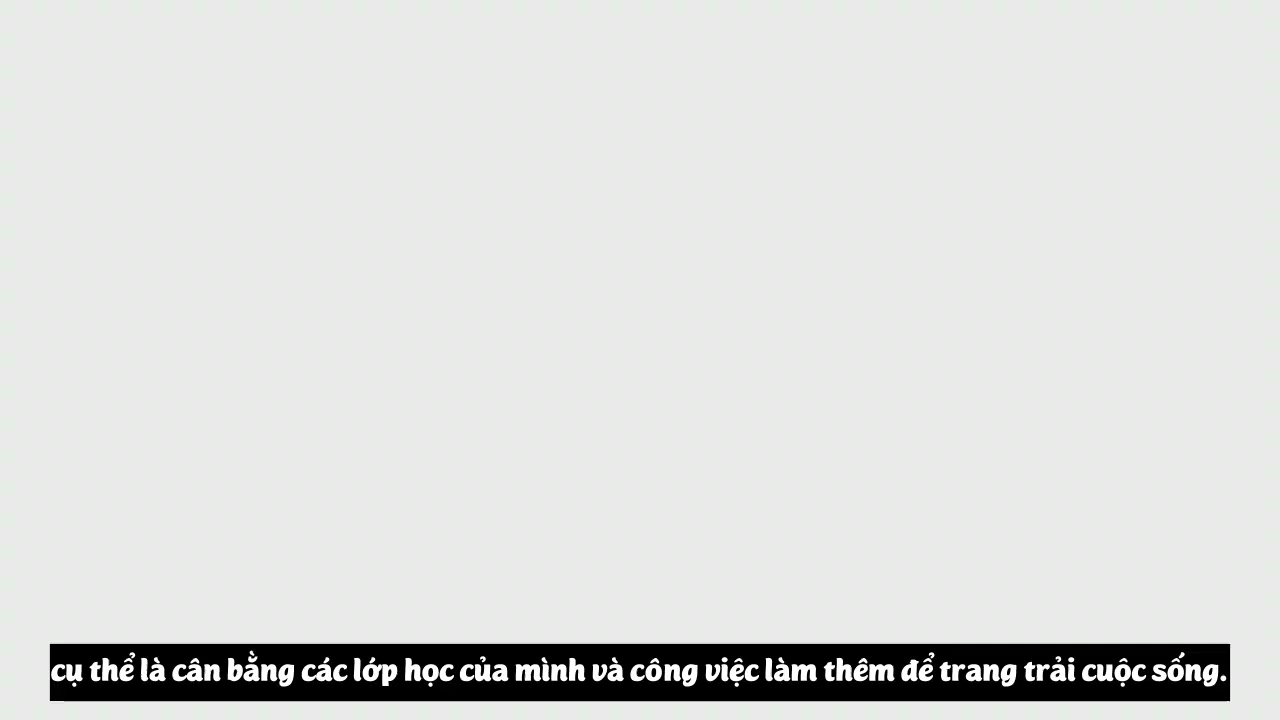 cụ thể là cân bằng các lớp học của mình và công việc làm thêm để trang trải cuộc sống.